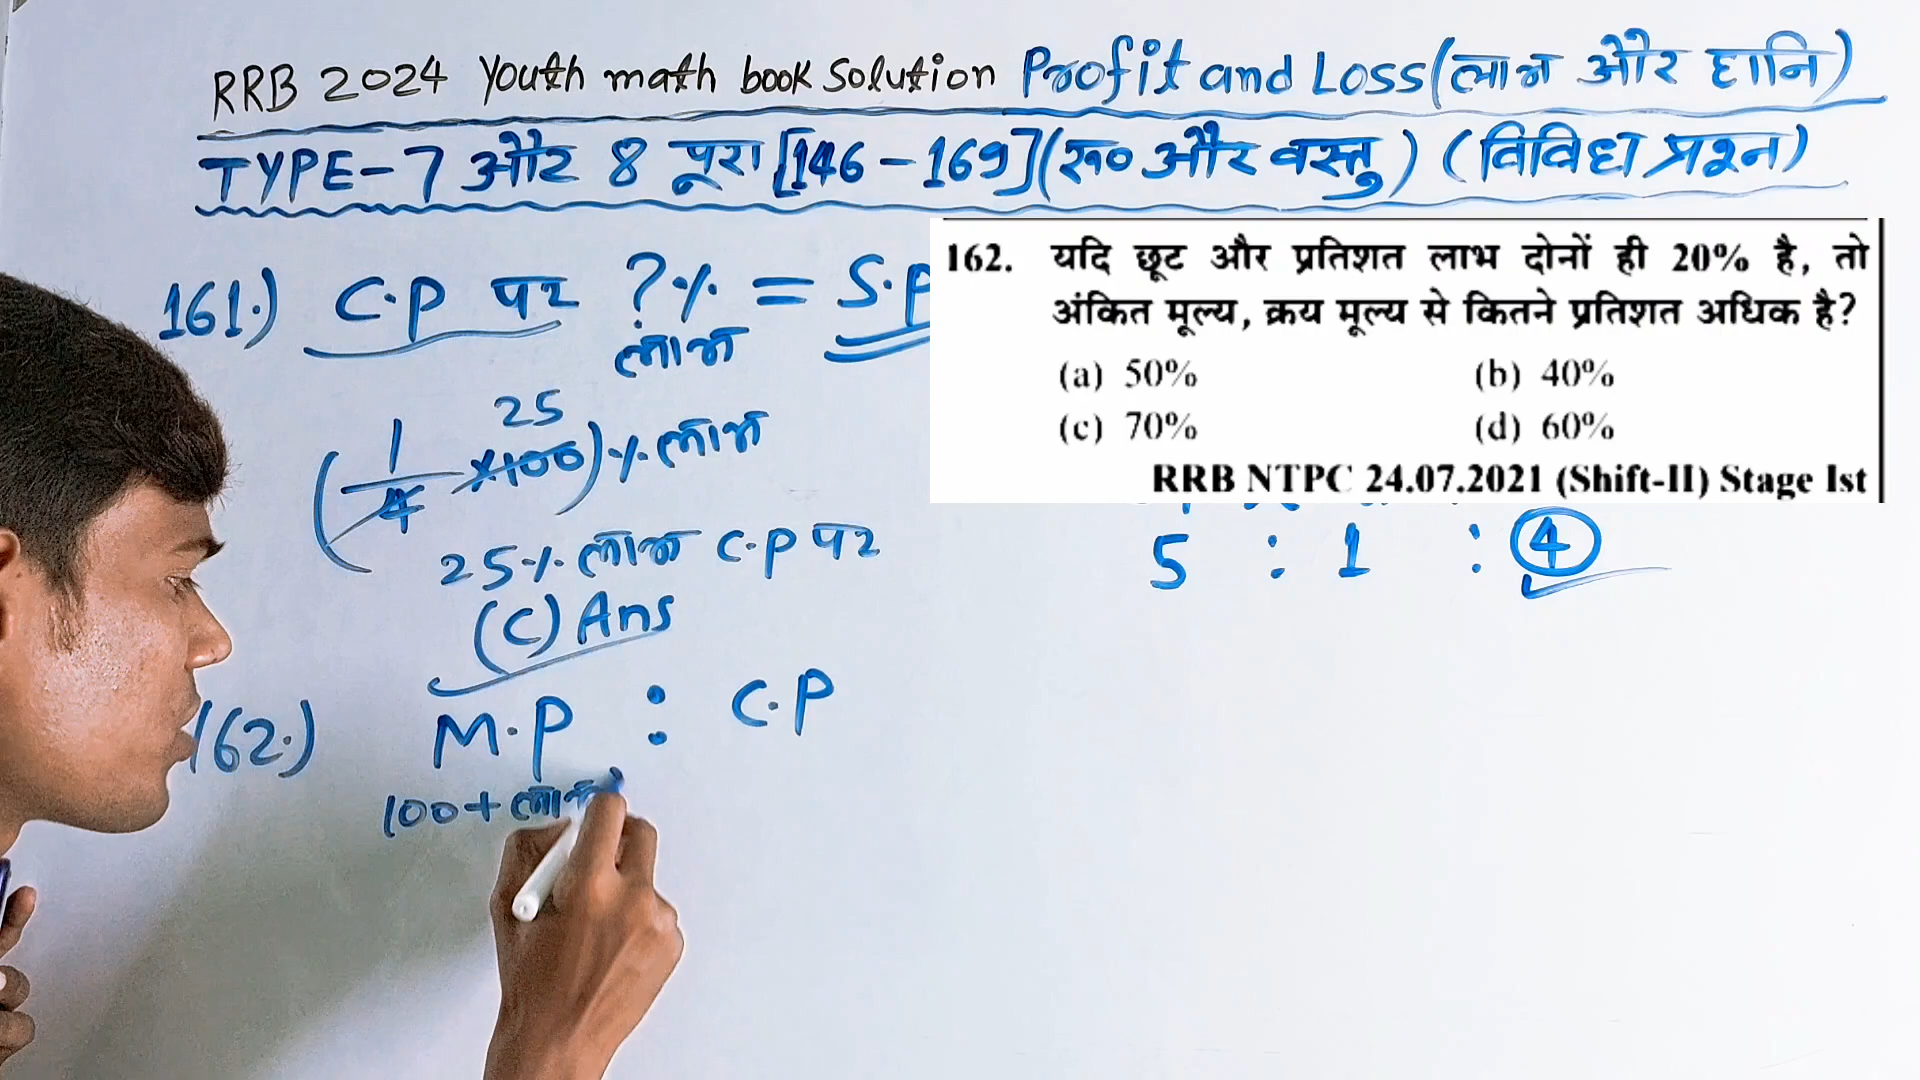 RRB 2024 Youth math book Solution Profit and Loss (लाभ और हानि)
TYPE-7 और 8 पूरा [146-169] (रु० और वस्तु) (विविध प्रश्न)
161.) C.P पर ?% = S.P
लाभ
(1/4 ×100)% लाभ
25
25% लाभ C.P पर
(C) Ans
162. यदि छूट और प्रतिशत लाभ दोनों ही 20% है, तो
अंकित मूल्य, क्रय मूल्य से कितने प्रतिशत अधिक है?
(a) 50% (b) 40%
(c) 70% (d) 60%
RRB NTPC 24.07.2021 (Shift-II) Stage Ist
5 : 1 : 4
162.) M.P : C.P
100+